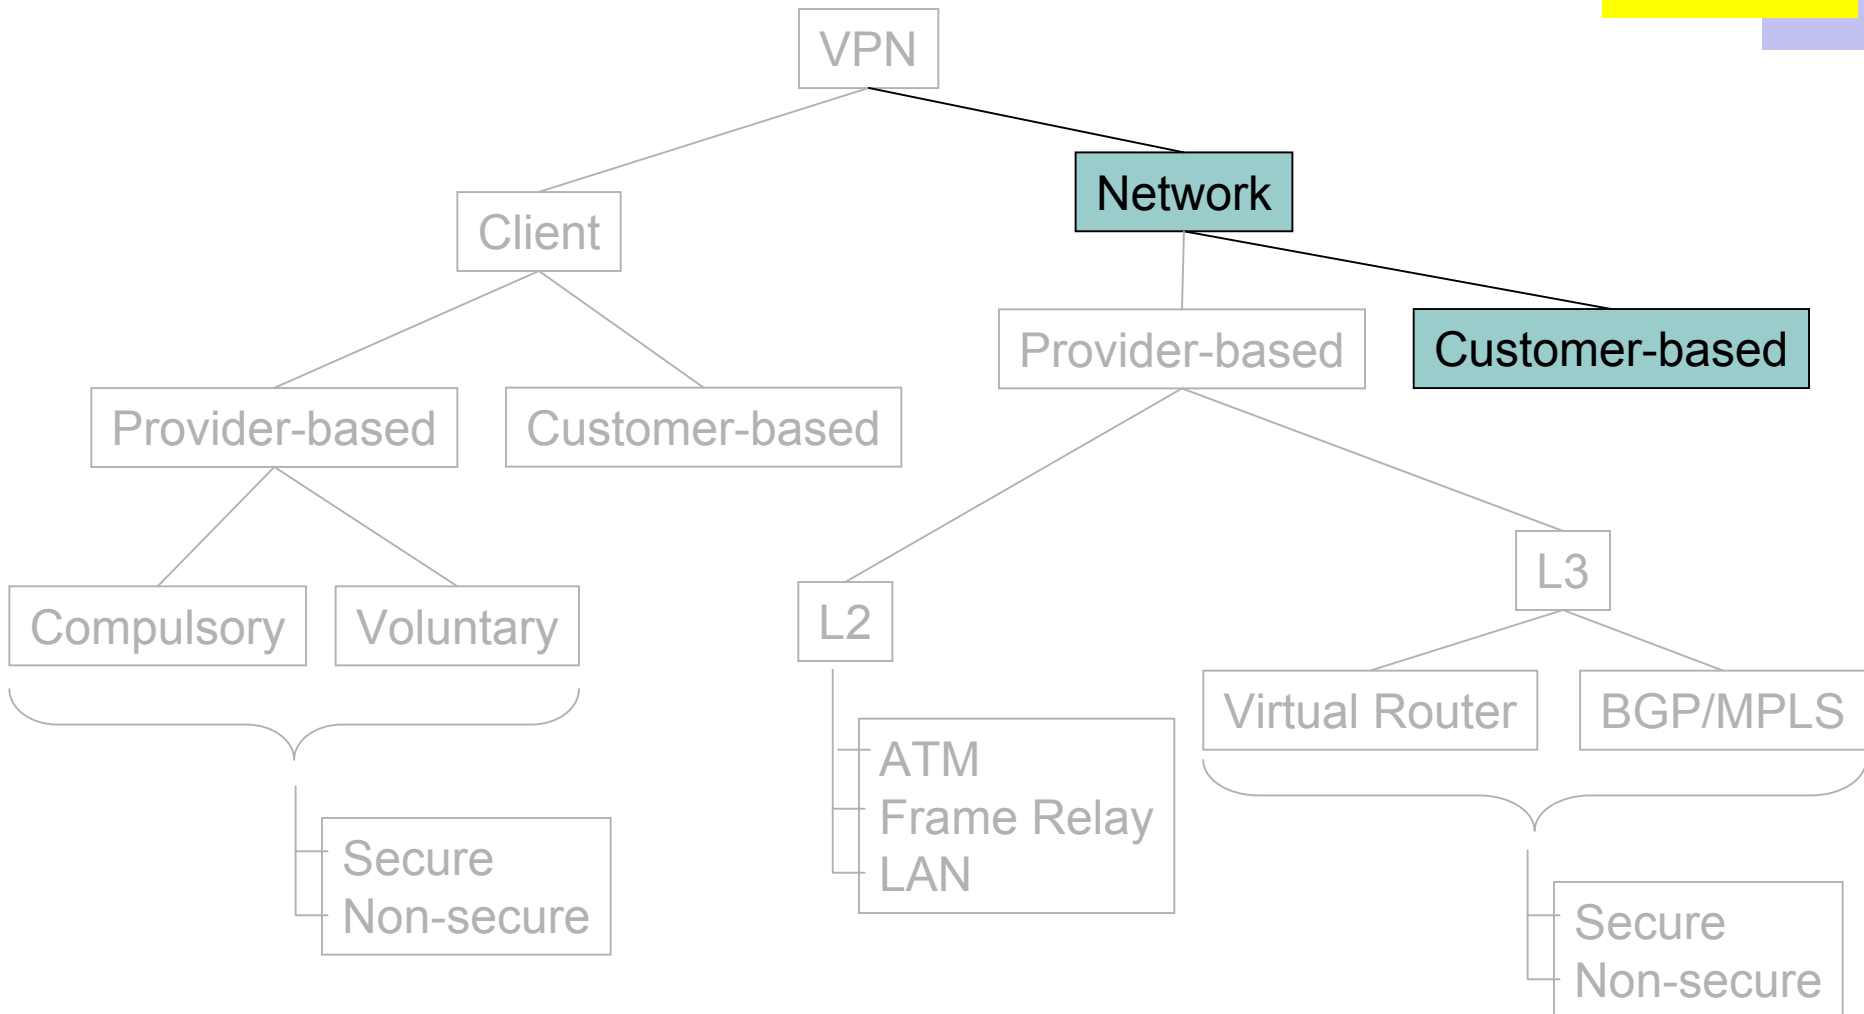 VPN
Network
Client
Provider-based
Customer-based
Provider-based
Customer-based
L3
L2
Compulsory
Voluntary
Virtual Router
BGP/MPLS
ATM
Frame Relay
LAN
Secure
Non-secure
Secure
Non-secure